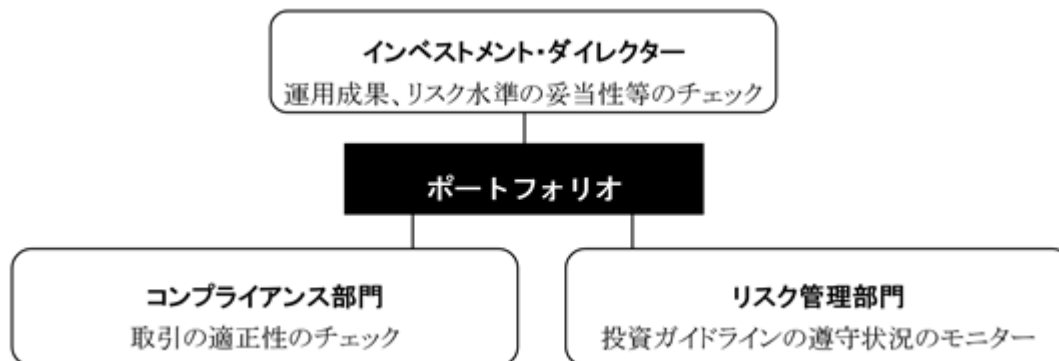 インベストメント・ダイレクター
運用成果、リスク水準の妥当性等のチェック
ポートフォリオ
コンプライアンス部門
取引の適正性のチェック
リスク管理部門
投資ガイドラインの遵守状況のモニター